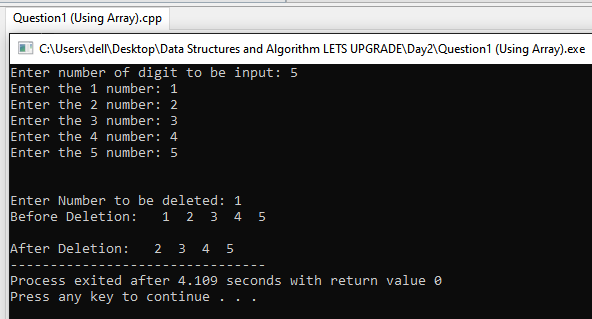 Question1 (Using Array).cpp
C:\Users\dell\Desktop\Data Structures and Algorithm LETS UPGRADE\Day2\Question1 (Using Array).exe
Enter number of digit to be input: 5
Enter the 1 number: 1
Enter the 2 number: 2
Enter the 3 number: 3
Enter the 4 number: 4
Enter the 5 number: 5
Enter Number to be deleted: 1
Before Deletion:   1  2  3  4  5
After Deletion:   2  3  4  5
--------------------------------
Process exited after 4.109 seconds with return value 0
Press any key to continue . . .